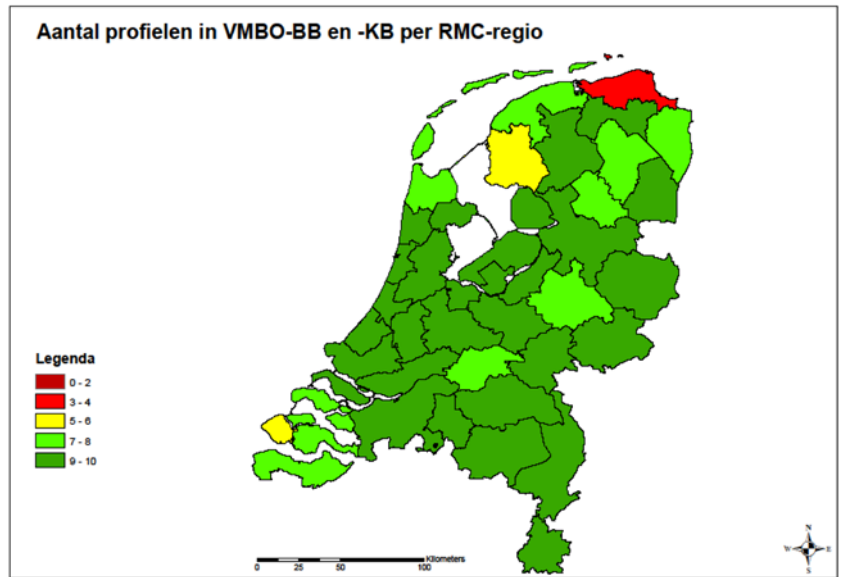 Aantal profielen in VMBO-BB en -KB per RMC-regio
Legenda
0 - 2
3 - 4
5 - 6
7 - 8
9 - 10
Kilometers
0 25 50 100
N
W E
S